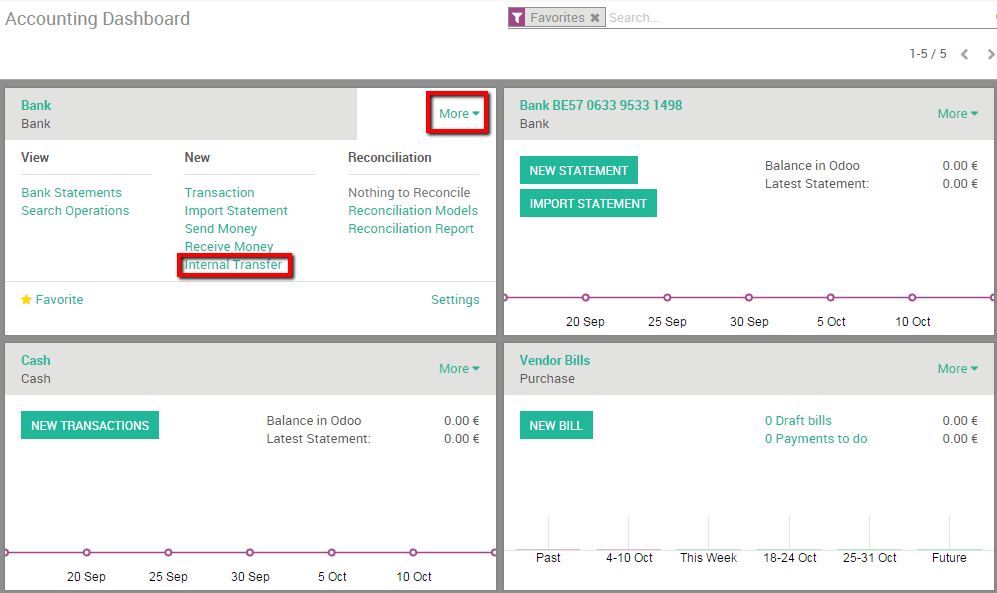 Accounting Dashboard
Favorites ✖ Search...
1-5 / 5
Bank
Bank
More
View
New
Reconciliation
Bank Statements
Search Operations
Transaction
Import Statement
Send Money
Receive Money
Internal Transfer
Nothing to Reconcile
Reconciliation Models
Reconciliation Report
Favorite
Settings
Bank BE57 0633 9533 1498
Bank
More
NEW STATEMENT
IMPORT STATEMENT
Balance in Odoo 0.00 €
Latest Statement: 0.00 €
20 Sep 25 Sep 30 Sep 5 Oct 10 Oct
Cash
Cash
More
NEW TRANSACTIONS
Balance in Odoo 0.00 €
Latest Statement: 0.00 €
20 Sep 25 Sep 30 Sep 5 Oct 10 Oct
Vendor Bills
Purchase
More
NEW BILL
0 Draft bills 0.00 €
0 Payments to do 0.00 €
Past 4-10 Oct This Week 18-24 Oct 25-31 Oct Future